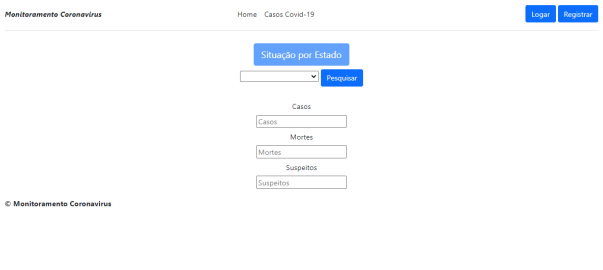 Monitoramento Coronavirus
Home Casos Covid-19
Logar Registrar
Situação por Estado
Pesquisar
Casos
Casos
Mortes
Mortes
Suspeitos
Suspeitos
© Monitoramento Coronavirus